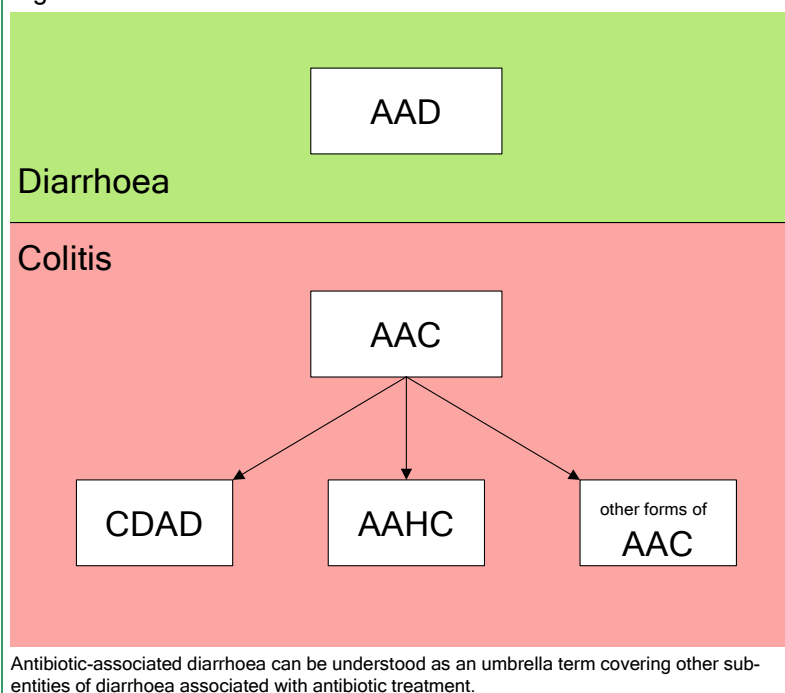 AAD
Diarrhoea
Colitis
AAC
CDAD
AAHC
other forms of
AAC
Antibiotic-associated diarrhoea can be understood as an umbrella term covering other sub-
entities of diarrhoea associated with antibiotic treatment.